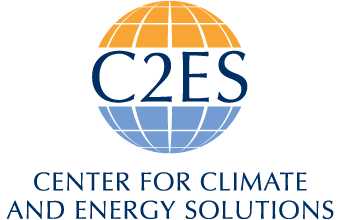 C2ES
CENTER FOR CLIMATE
AND ENERGY SOLUTIONS